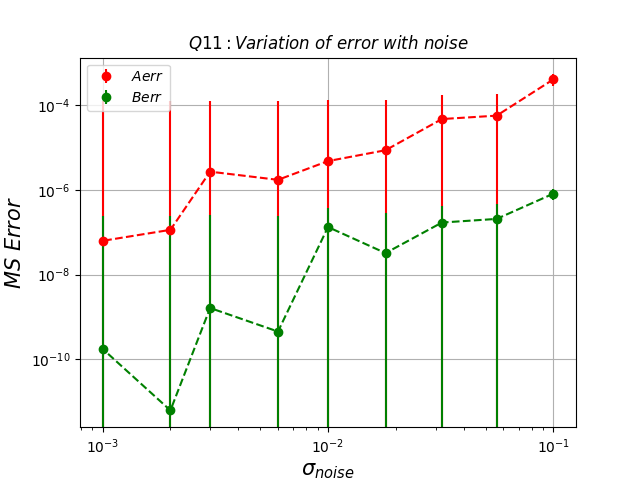 Q11 : Variation of error with noise
Aerr
Berr
MS Error
10⁻⁴
10⁻⁶
10⁻⁸
10⁻¹⁰
10⁻³ 10⁻² 10⁻¹
σnoise